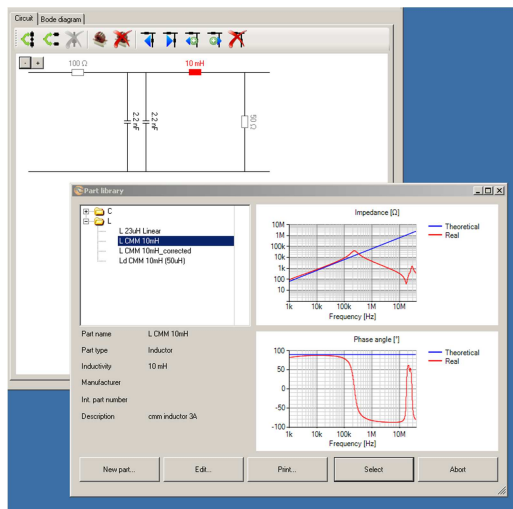 Circuit Bode diagram
- +
100 Ω
10 mH
2.2 nF
2.2 nF
50 Ω
Part library
C
L
L 23uH Linear
L CMM 10mH
L CMM 10mH_corrected
Ld CMM 10mH (50uH)
Part name L CMM 10mH
Part type Inductor
Inductivity 10 mH
Manufacturer
Int. part number
Description cmm inductor 3A
Impedance [Ω]
10M
1M
100k
10k
1k
100
10
1k 10k 100k 1M 10M
Frequency [Hz]
Theoretical
Real
Phase angle [°]
100
50
0
-50
-100
1k 10k 100k 1M 10M
Frequency [Hz]
Theoretical
Real
New part... Edit... Print... Select Abort